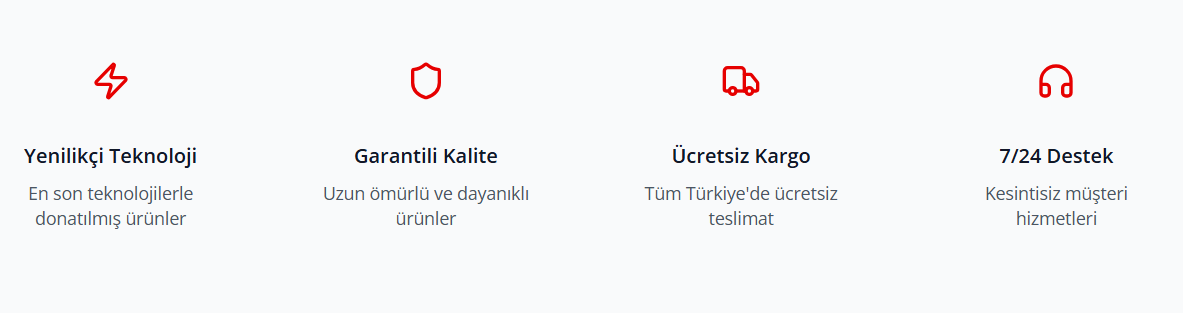 Yenilikçi Teknoloji
En son teknolojilerle
donatılmış ürünler
Garantili Kalite
Uzun ömürlü ve dayanıklı
ürünler
Ücretsiz Kargo
Tüm Türkiye'de ücretsiz
teslimat
7/24 Destek
Kesintisiz müşteri
hizmetleri